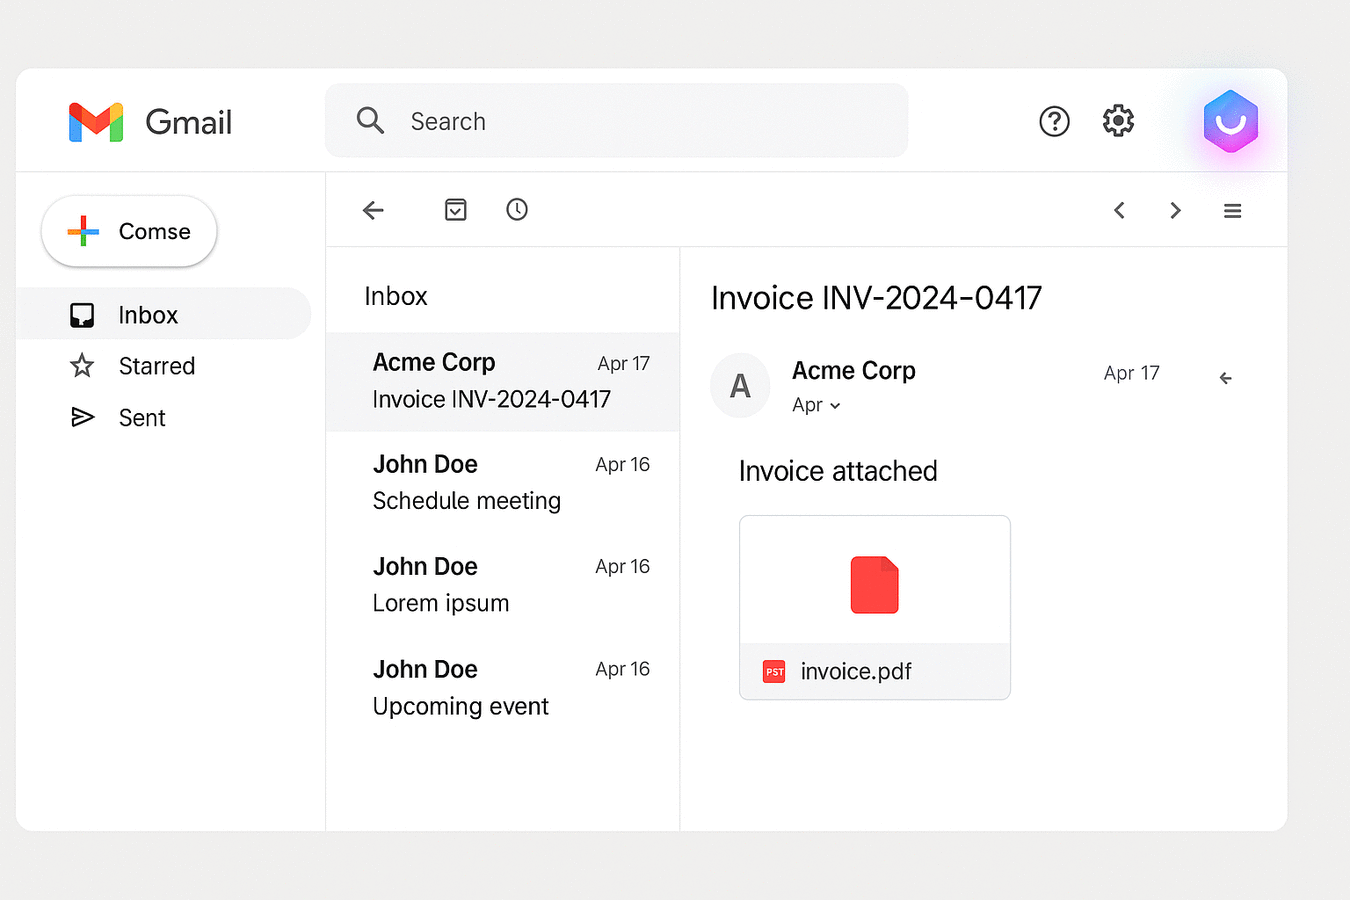 Gmail
Search
Comse
Inbox
Starred
Sent
Inbox
Acme Corp Apr 17
Invoice INV-2024-0417
John Doe Apr 16
Schedule meeting
John Doe Apr 16
Lorem ipsum
John Doe Apr 16
Upcoming event
Invoice INV-2024-0417
A
Acme Corp Apr 17
Apr
Invoice attached
PST invoice.pdf